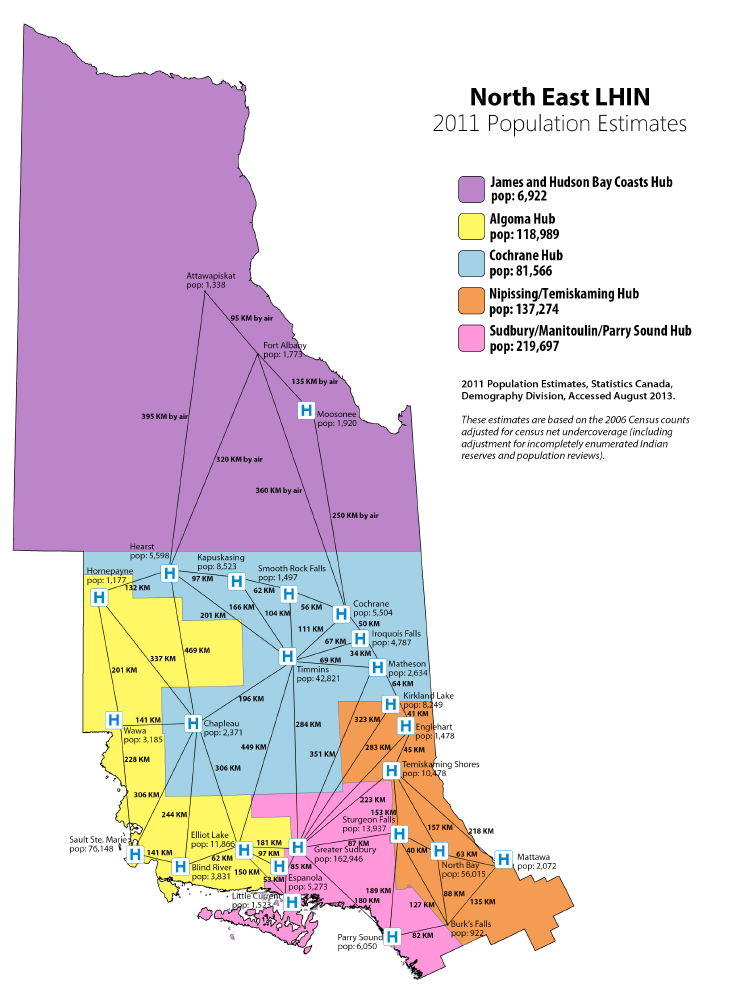 North East LHIN
2011 Population Estimates
James and Hudson Bay Coasts Hub
pop: 6,922
Algoma Hub
pop: 118,989
Cochrane Hub
pop: 81,566
Nipissing/Temiskaming Hub
pop: 137,274
Sudbury/Manitoulin/Parry Sound Hub
pop: 219,697
2011 Population Estimates, Statistics Canada,
Demography Division, Accessed August 2013.
These estimates are based on the 2006 Census counts
adjusted for census net undercoverage (including
adjustment for incompletely enumerated Indian
reserves and population reviews).
Attawapiskat
pop: 1,338
95 KM by air
Fort Albany
pop: 1,773
135 KM by air
H
Moosonee
pop: 1,920
395 KM by air
320 KM by air
360 KM by air
250 KM by air
Hearst
pop: 5,598
H
Kapuskasing
pop: 8,523
H
Smooth Rock Falls
pop: 1,497
H
Hornepayne
pop: 1,177
H
132 KM
97 KM
62 KM
56 KM
Cochrane
pop: 5,504
H
166 KM
104 KM
201 KM
111 KM
50 KM
Iroquois Falls
pop: 4,787
H
67 KM
34 KM
69 KM
Timmins
pop: 42,821
H
Matheson
pop: 2,634
H
64 KM
469 KM
337 KM
201 KM
196 KM
Kirkland Lake
pop: 8,249
H
41 KM
Englehart
pop: 1,478
H
45 KM
141 KM
Wawa
pop: 3,185
H
Chapleau
pop: 2,371
H
323 KM
284 KM
283 KM
449 KM
351 KM
228 KM
306 KM
306 KM
Temiskaming Shores
pop: 10,478
H
223 KM
153 KM
244 KM
Sturgeon Falls
pop: 13,937
H
157 KM
218 KM
Sault Ste. Marie
pop: 76,148
H
141 KM
Elliot Lake
pop: 11,866
H
181 KM
97 KM
62 KM
Greater Sudbury
pop: 162,946
H
87 KM
40 KM
63 KM
North Bay
pop: 56,015
H
Mattawa
pop: 2,072
H
Blind River
pop: 3,831
H
150 KM
85 KM
53 KM
Espanola
pop: 5,273
H
Little Current
pop: 1,523
H
189 KM
180 KM
127 KM
88 KM
135 KM
Burk's Falls
pop: 922
82 KM
Parry Sound
pop: 6,050
H